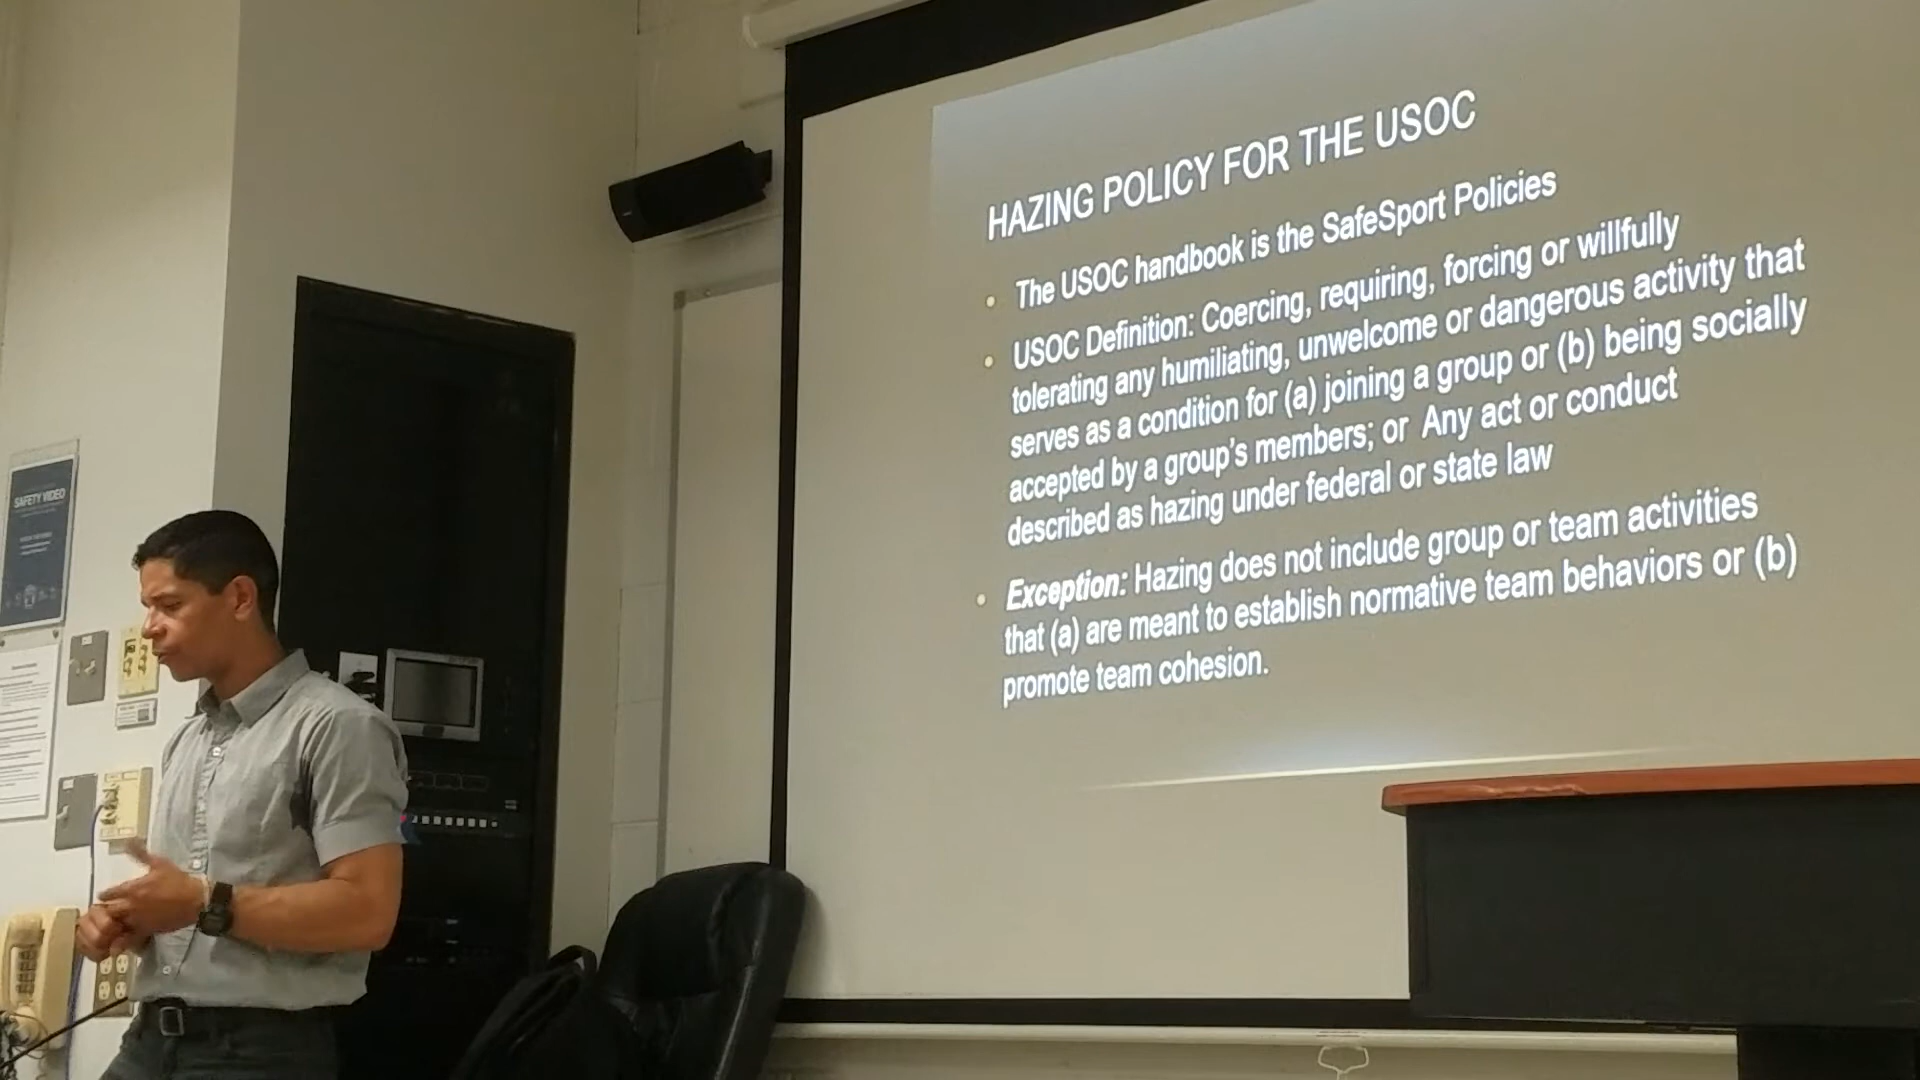 HAZING POLICY FOR THE USOC
• The USOC handbook is the SafeSport Policies
• USOC Definition: Coercing, requiring, forcing or willfully
tolerating any humiliating, unwelcome or dangerous activity that
serves as a condition for (a) joining a group or (b) being socially
accepted by a group's members; or Any act or conduct
described as hazing under federal or state law
• Exception: Hazing does not include group or team activities
that (a) are meant to establish normative team behaviors or (b)
promote team cohesion.
SAFETY VIDEO